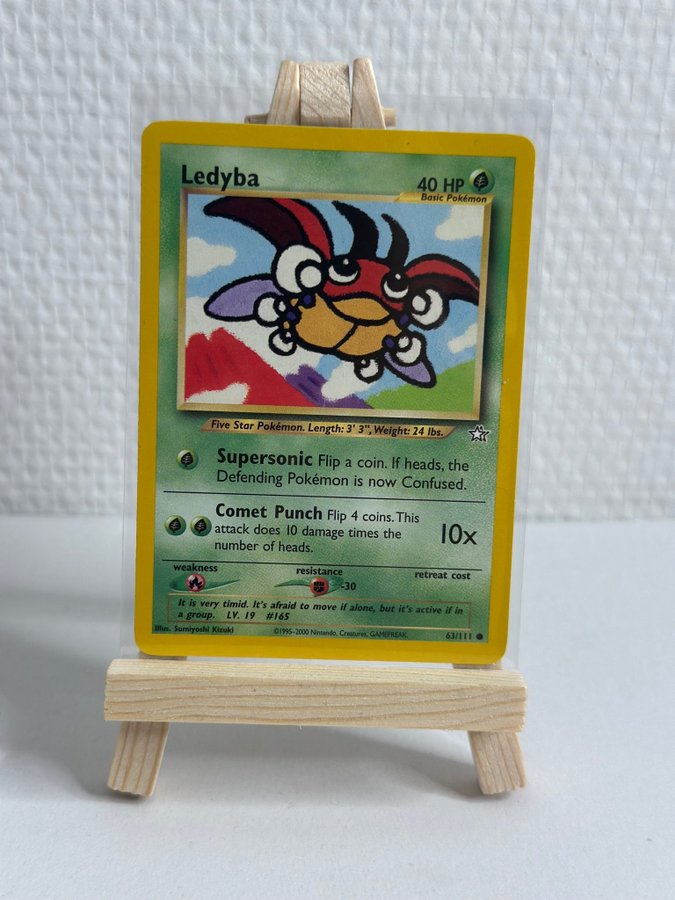 Ledyba
40 HP
Basic Pokémon
Five Star Pokémon. Length: 3' 3", Weight: 24 lbs.
Supersonic Flip a coin. If heads, the
Defending Pokémon is now Confused.
Comet Punch Flip 4 coins. This
attack does 10 damage times the
number of heads.
10x
weakness
resistance
retreat cost
-30
It is very timid. It's afraid to move if alone, but it's active if in
a group. LV. 19 #165
Illus. Sumiyoshi Kizuki
©1995-2000 Nintendo, Creatures, GAMEFREAK.
63/111